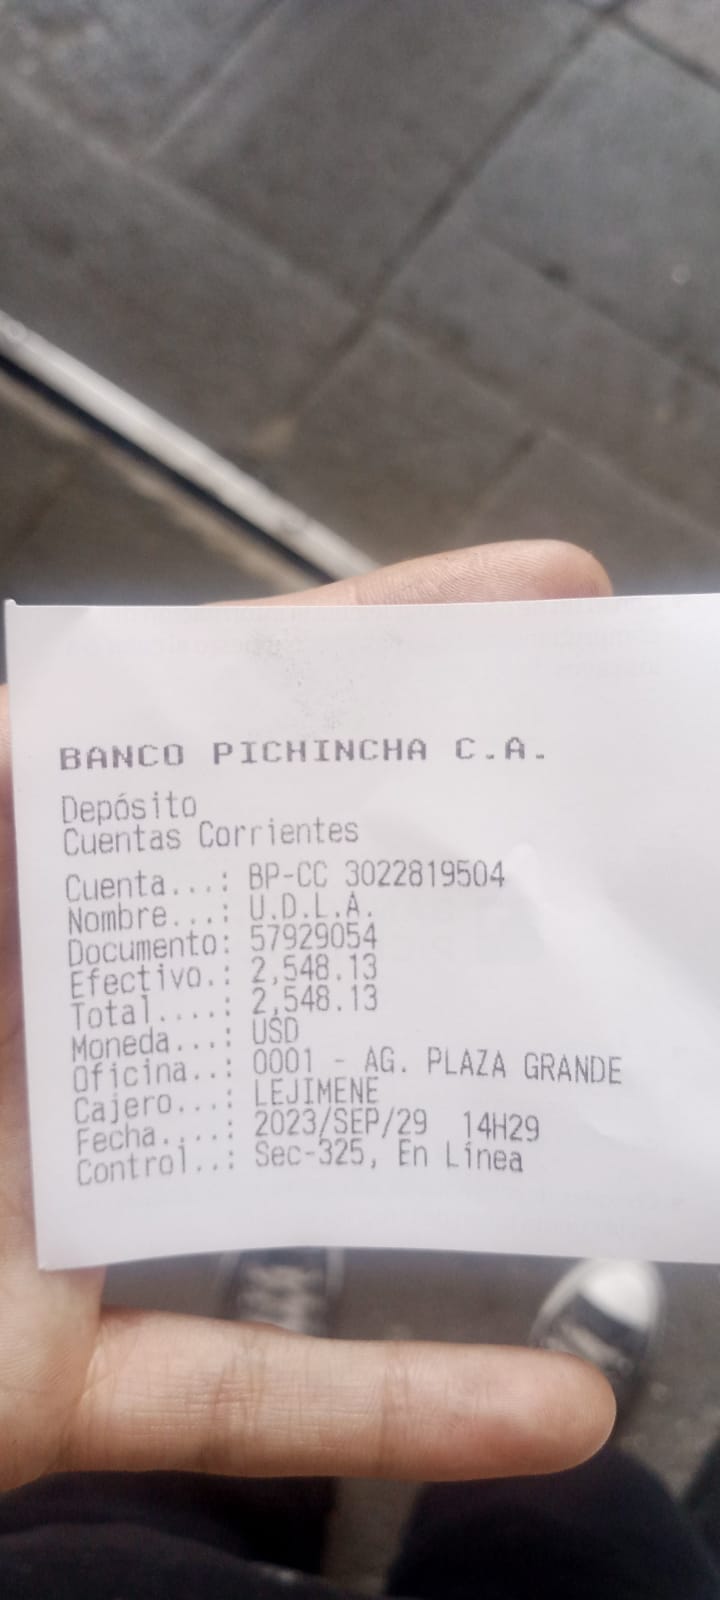 BANCO PICHINCHA C.A.
Depósito
Cuentas Corrientes
Cuenta...: BP-CC 3022819504
Nombre...: U.D.L.A.
Documento: 57929054
Efectivo.: 2,548.13
Total....: 2,548.13
Moneda...: USD
Oficina..: 0001 - AG. PLAZA GRANDE
Cajero...: LEJIMENE
Fecha....: 2023/SEP/29 14H29
Control..: Sec-325, En Línea